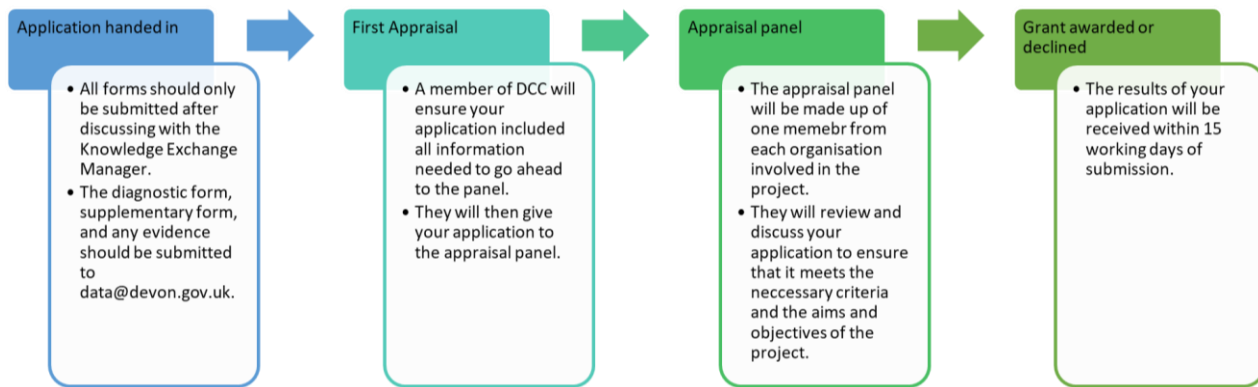 Application handed in
• All forms should only
be submitted after
discussing with the
Knowledge Exchange
Manager.
• The diagnostic form,
supplementary form,
and any evidence
should be submitted
to
data@devon.gov.uk.
First Appraisal
• A member of DCC will
ensure your
application included
all information
needed to go ahead
to the panel.
• They will then give
your application to
the appraisal panel.
Appraisal panel
• The appraisal panel
will be made up of
one memebr from
each organisation
involved in the
project.
• They will review and
discuss your
application to ensure
that it meets the
neccessary criteria
and the aims and
objectives of the
project.
Grant awarded or
declined
• The results of your
application will be
received within 15
working days of
submission.